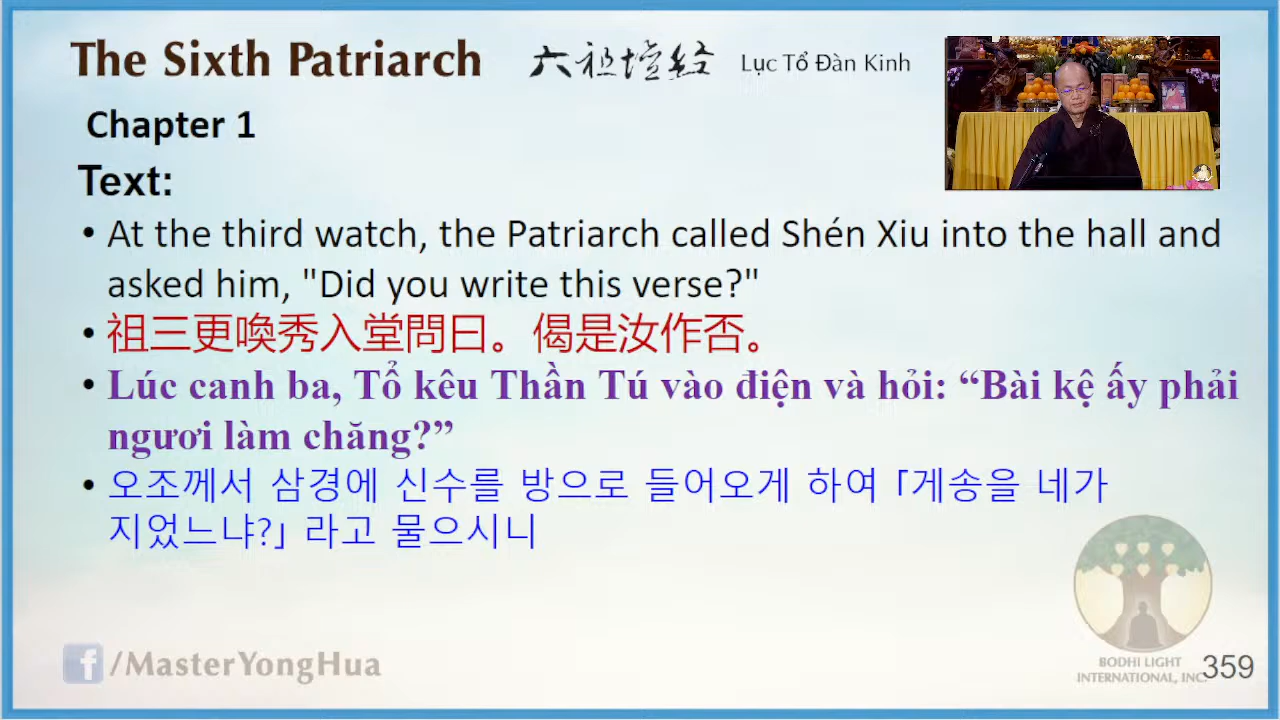 The Sixth Patriarch 六祖壇経 Lục Tổ Đàn Kinh
Chapter 1
Text:
• At the third watch, the Patriarch called Shén Xiu into the hall and
asked him, "Did you write this verse?"
• 祖三更喚秀入堂問曰。偈是汝作否。
• Lúc canh ba, Tổ kêu Thần Tú vào điện và hỏi: “Bài kệ ấy phải
ngươi làm chăng?”
• 오조께서 삼경에 신수를 방으로 들어오게 하여 「게송을 네가
지었느냐?」 라고 물으시니
f/MasterYongHua
BODHI LIGHT
INTERNATIONAL, INC.
359